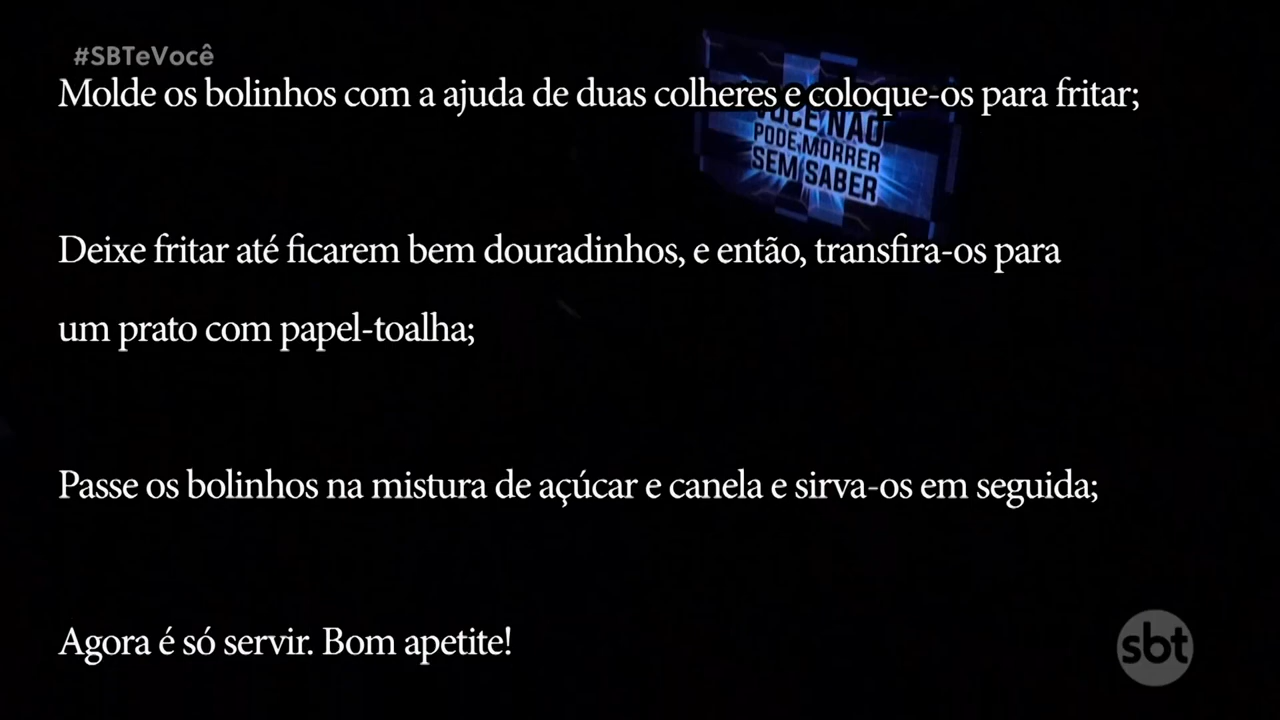 #SBTeVocê
Molde os bolinhos com a ajuda de duas colheres e coloque-os para fritar;
VOCÊ NÃO
PODE MORRER
SEM SABER
Deixe fritar até ficarem bem douradinhos, e então, transfira-os para
um prato com papel-toalha;
Passe os bolinhos na mistura de açúcar e canela e sirva-os em seguida;
Agora é só servir. Bom apetite!
sbt